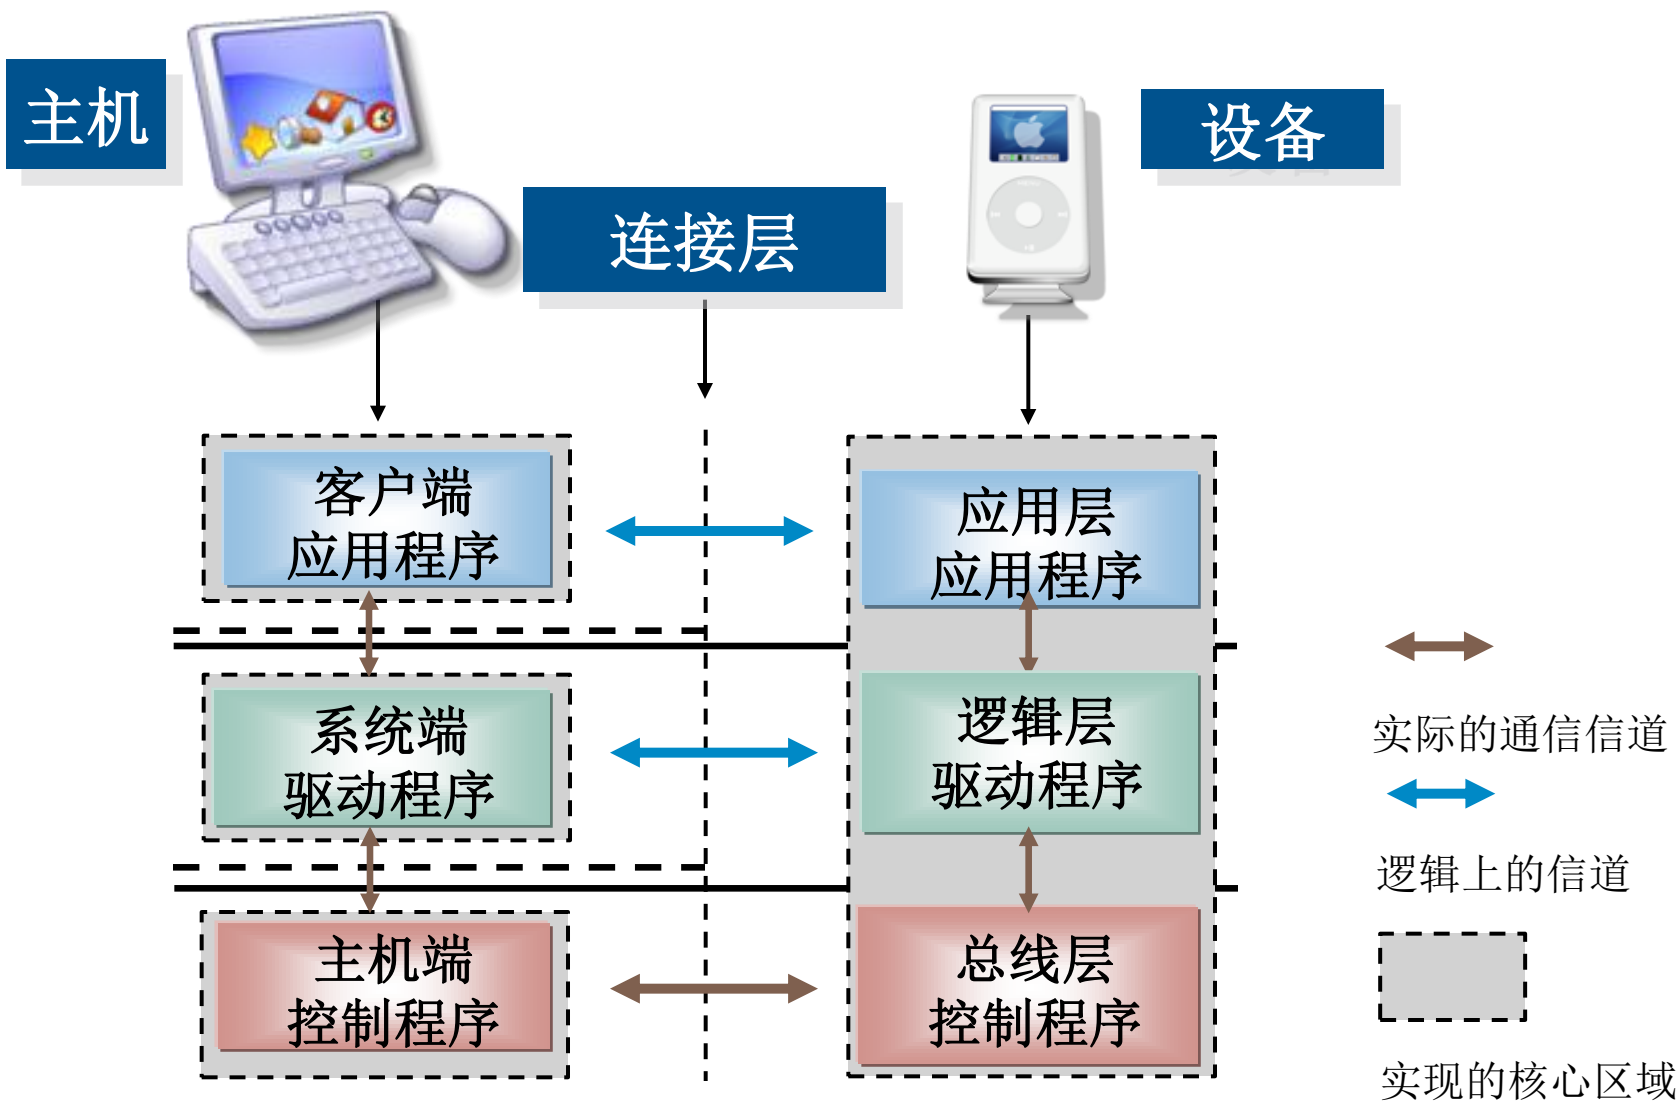 主机
设备
连接层
客户端
应用程序
应用层
应用程序
系统端
驱动程序
逻辑层
驱动程序
实际的通信信道
逻辑上的信道
主机端
控制程序
总线层
控制程序
实现的核心区域